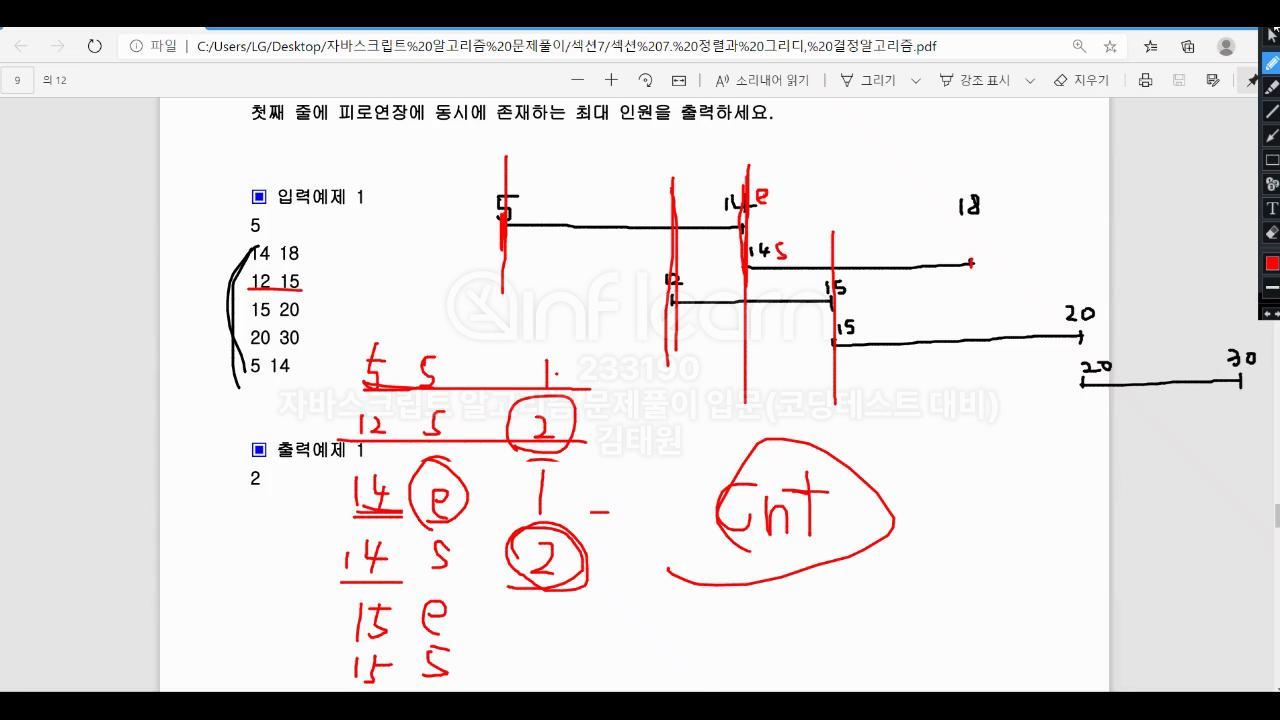 파일 C:/Users/LG/Desktop/자바스크립트%20알고리즘%20문제풀이/섹션7/섹션%207.%20정렬과%20그리디,%20결정알고리즘.pdf
9 의 12 소리내어 읽기 그리기 강조 표시 지우기
첫째 줄에 피로연장에 동시에 존재하는 최대 인원을 출력하세요.
입력예제 1
5
14 18
12 15
15 20
20 30
5 14
출력예제 1
2
5 14 e 18
14 s
12 15
15 20
20 30
5 s 1
12 s 2
14 e 1
14 s 2
15 e
15 s
cnt
inflearn
233190
자바스크립트 알고리즘 문제풀이 입문(코딩테스트 대비)
김태원